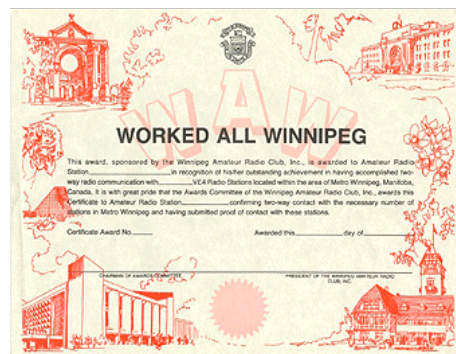 WAW
WORKED ALL WINNIPEG
This award, sponsored by the Winnipeg Amateur Radio Club, Inc., is awarded to Amateur Radio
Station in recognition of his/her outstanding achievement in having accomplished two-
way radio communication with VE4 Radio Stations located within the area of Metro Winnipeg, Manitoba,
Canada. It is with great pride that the Awards Committee of the Winnipeg Amateur Radio Club, Inc., awards this
Certificate to Amateur Radio Station confirming two-way contact with the necessary number of
stations in Metro Winnipeg and having submitted proof of contact with these stations.
Certificate Award No. Awarded this day of
CHAIRMAN OF AWARDS COMMITTEE PRESIDENT OF THE WINNIPEG AMATEUR RADIO
CLUB, INC.